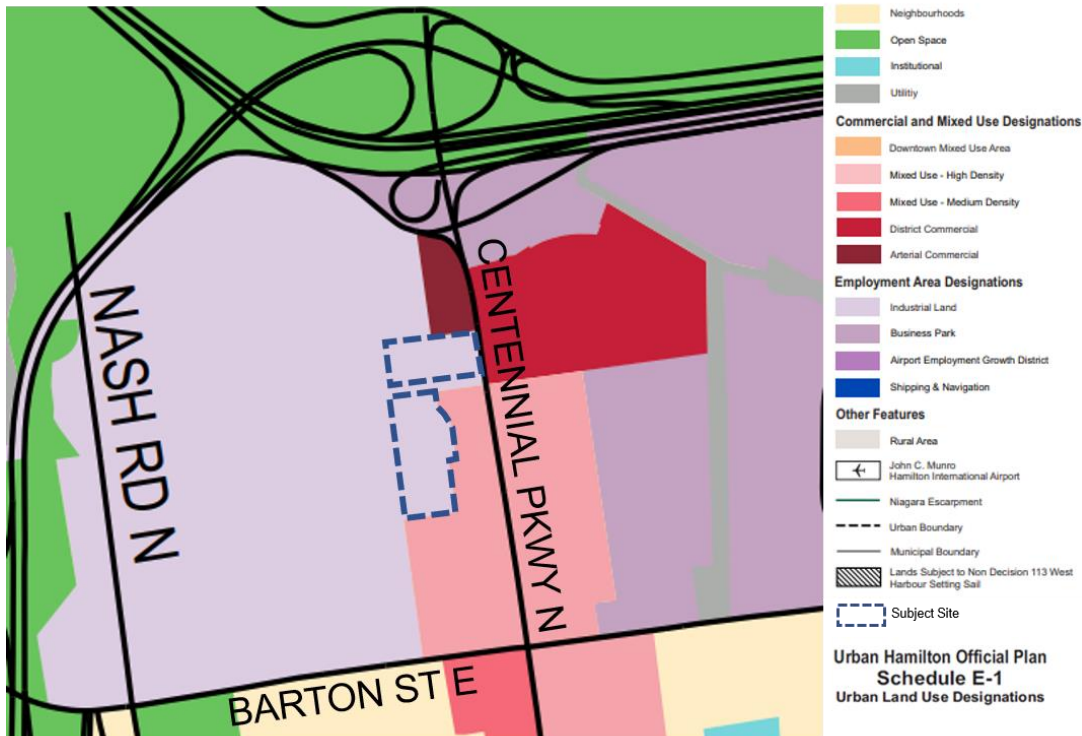 NASH RD N
CENTENNIAL PKWY N
BARTON ST E
Neighbourhoods
Open Space
Institutional
Utilitiy
Commercial and Mixed Use Designations
Downtown Mixed Use Area
Mixed Use - High Density
Mixed Use - Medium Density
District Commercial
Arterial Commercial
Employment Area Designations
Industrial Land
Business Park
Airport Employment Growth District
Shipping & Navigation
Other Features
Rural Area
John C. Munro
Hamilton International Airport
Niagara Escarpment
Urban Boundary
Municipal Boundary
Lands Subject to Non Decision 113 West
Harbour Setting Sail
Subject Site
Urban Hamilton Official Plan
Schedule E-1
Urban Land Use Designations